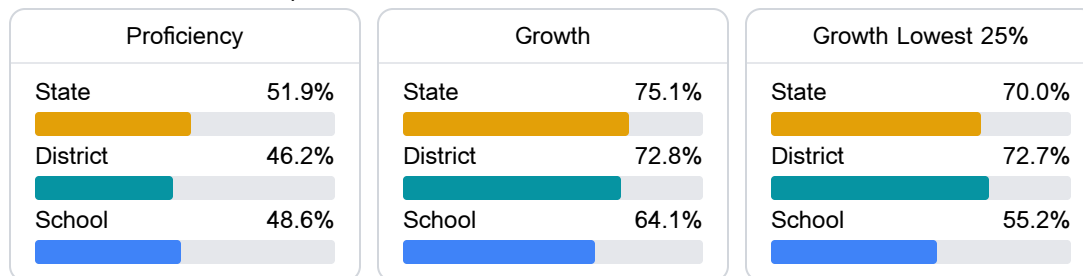 Proficiency
State 51.9%
District 46.2%
School 48.6%
Growth
State 75.1%
District 72.8%
School 64.1%
Growth Lowest 25%
State 70.0%
District 72.7%
School 55.2%